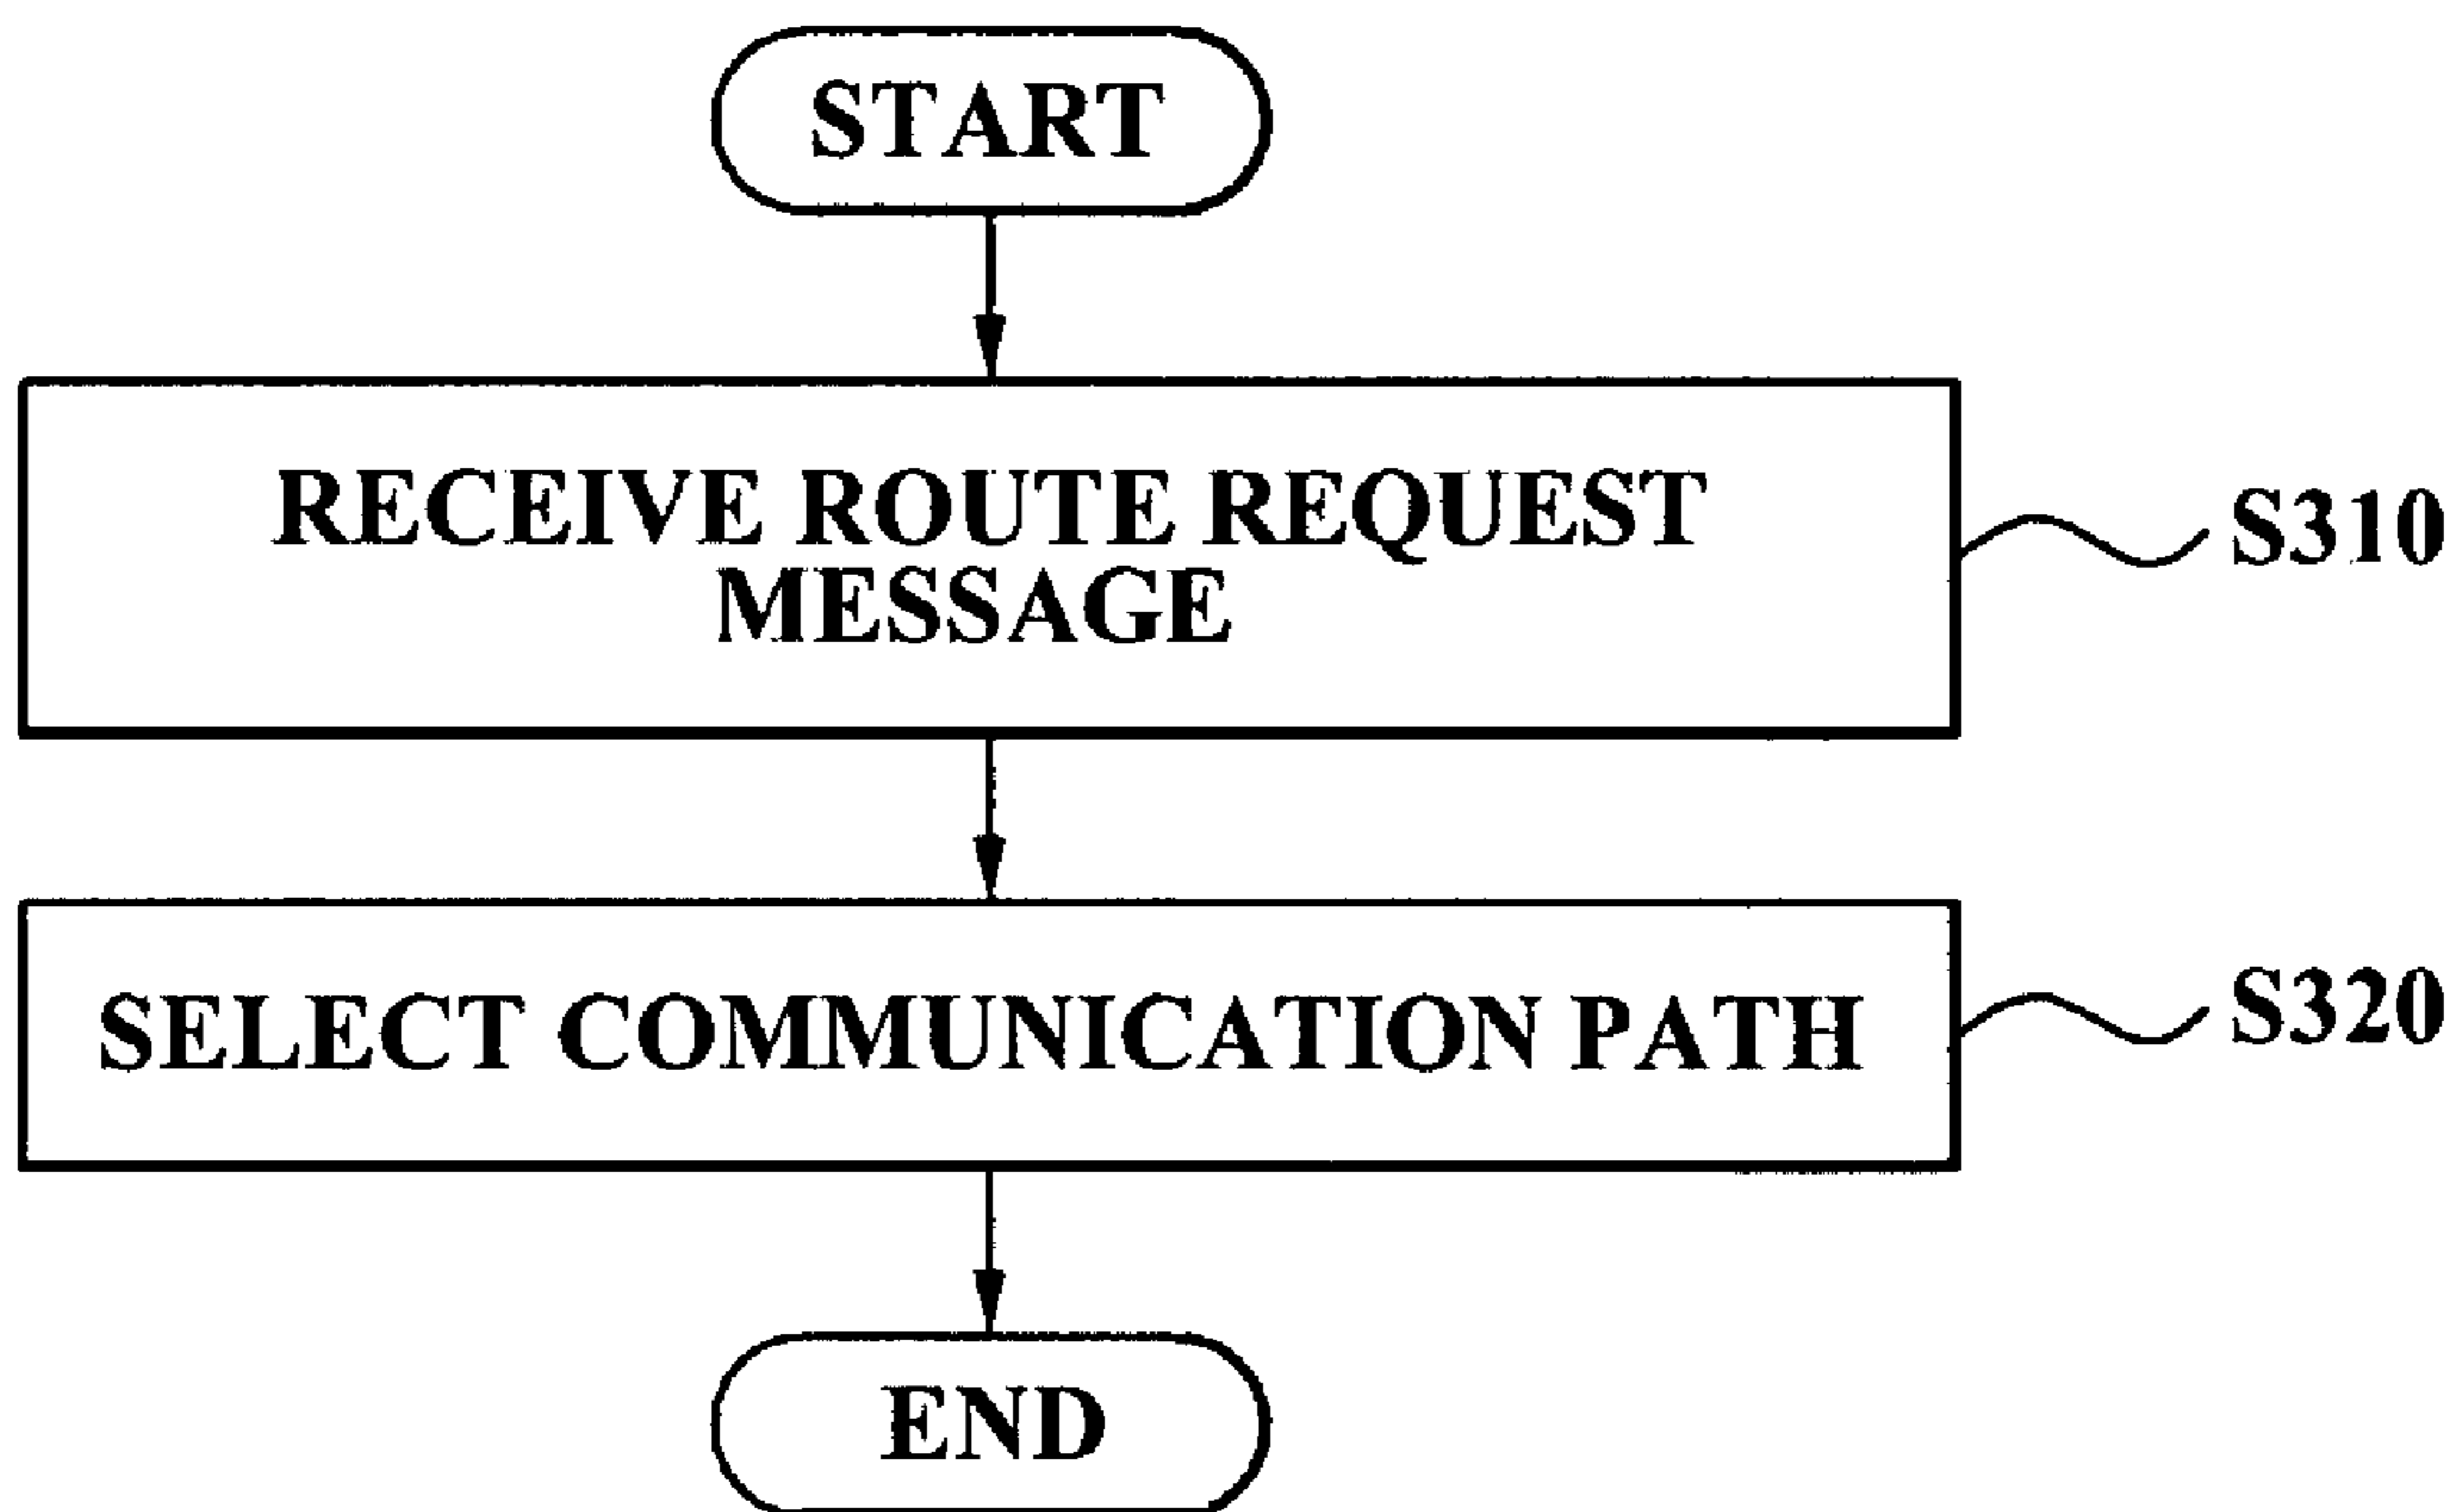 START
RECEIVE ROUTE REQUEST
MESSAGE
S310
SELECT COMMUNICATION PATH
S320
END